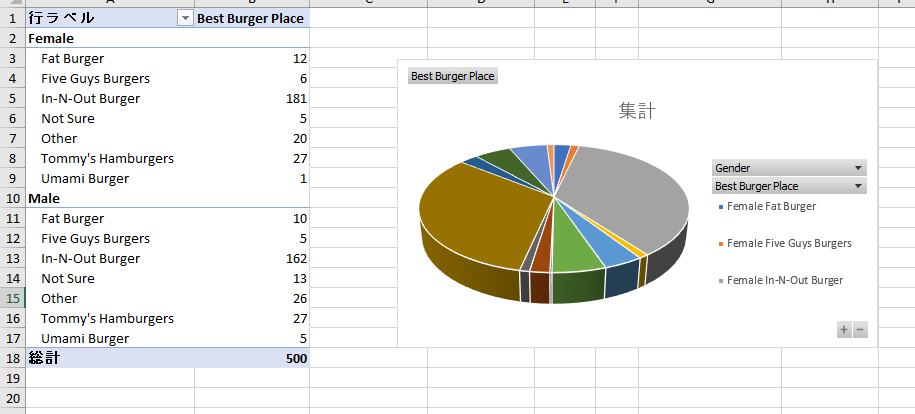 1 行ラベル Best Burger Place
2 Female
3 Fat Burger 12
4 Five Guys Burgers 6
5 In-N-Out Burger 181
6 Not Sure 5
7 Other 20
8 Tommy's Hamburgers 27
9 Umami Burger 1
10 Male
11 Fat Burger 10
12 Five Guys Burgers 5
13 In-N-Out Burger 162
14 Not Sure 13
15 Other 26
16 Tommy's Hamburgers 27
17 Umami Burger 5
18 総計 500
19
20
Best Burger Place
集計
Gender
Best Burger Place
Female Fat Burger
Female Five Guys Burgers
Female In-N-Out Burger